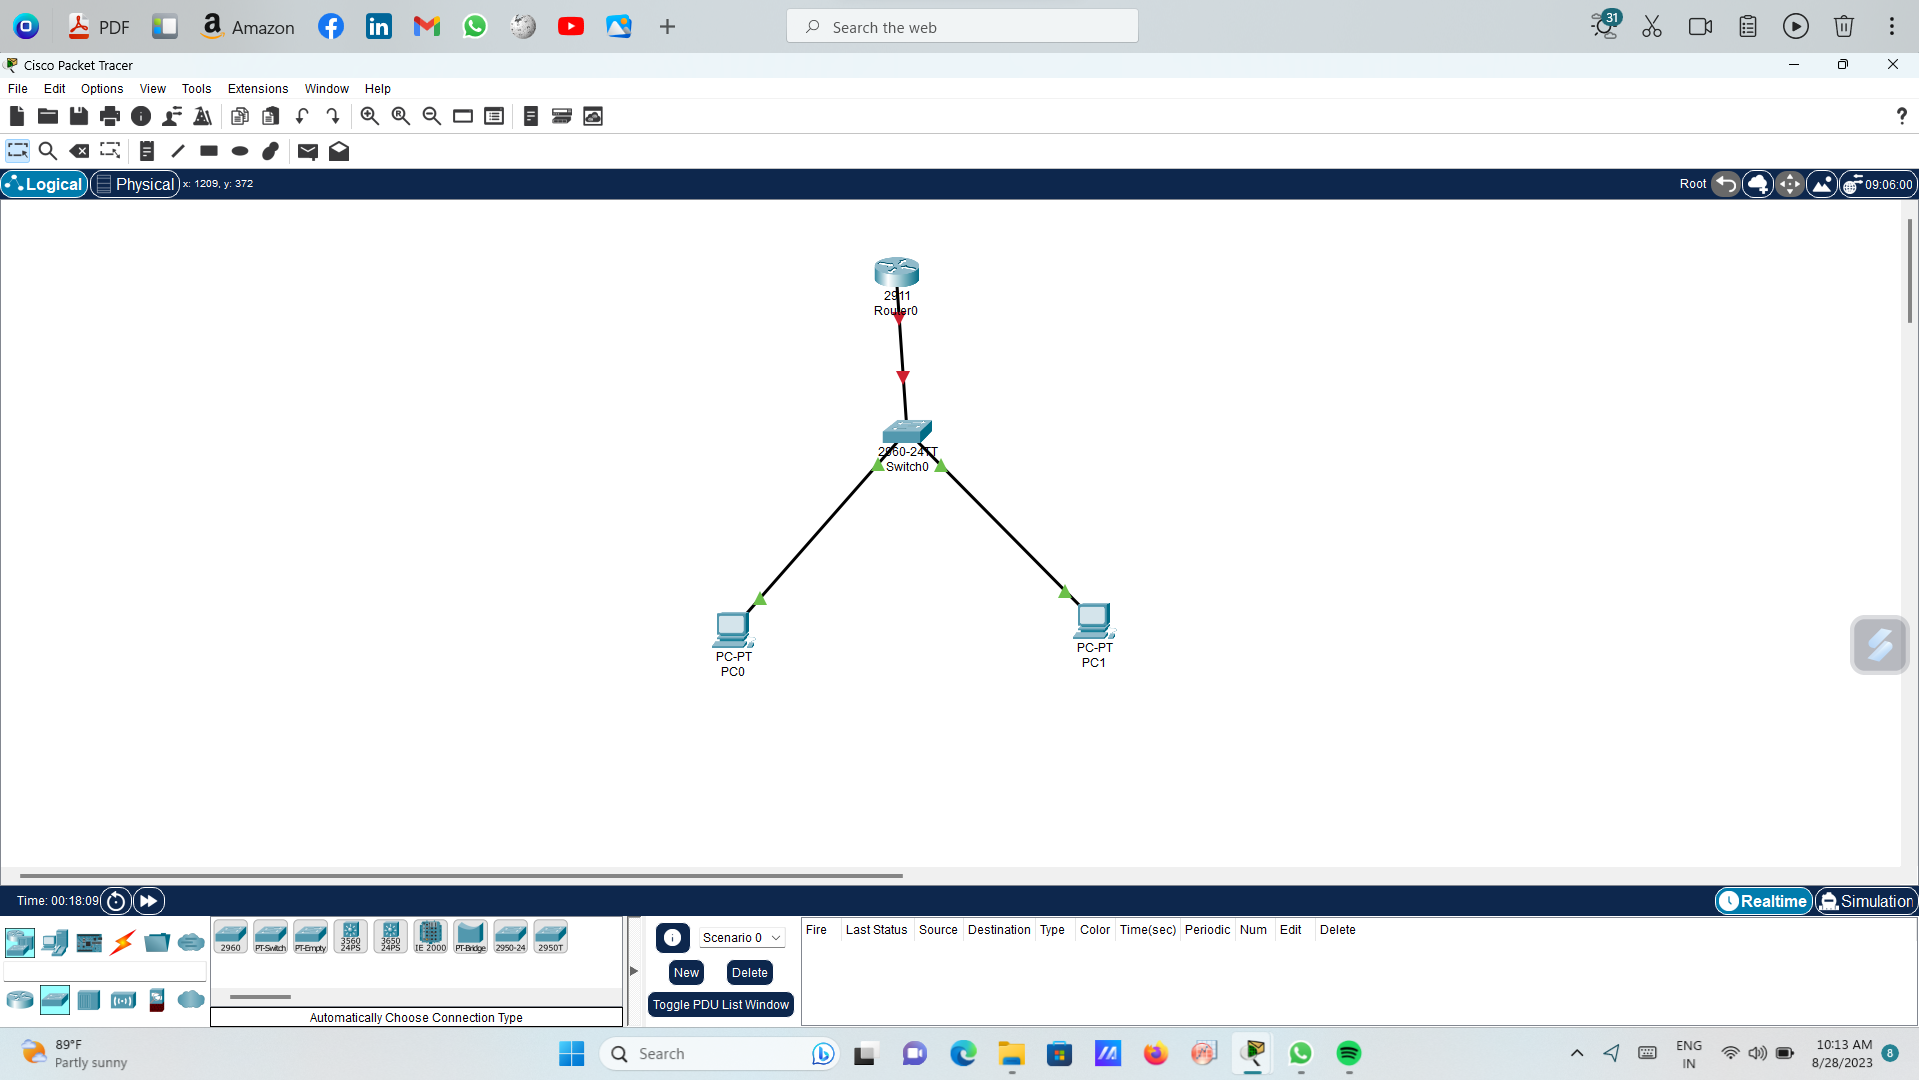 PDF
Amazon
Search the web
31
Cisco Packet Tracer
File Edit Options View Tools Extensions Window Help
?
Logical Physical x: 1209, y: 372
Root 09:06:00
2911
Router0
2960-24TT
Switch0
PC-PT
PC0
PC-PT
PC1
Time: 00:18:09
Realtime Simulation
2960 PT-Switch PT-Empty 3560 24PS 3650 24PS IE 2000 PT-Bridge 2950-24 2950T
Automatically Choose Connection Type
Scenario 0
New Delete
Toggle PDU List Window
Fire Last Status Source Destination Type Color Time(sec) Periodic Num Edit Delete
89°F
Partly sunny
Search
ENG
IN
10:13 AM
8/28/2023
8